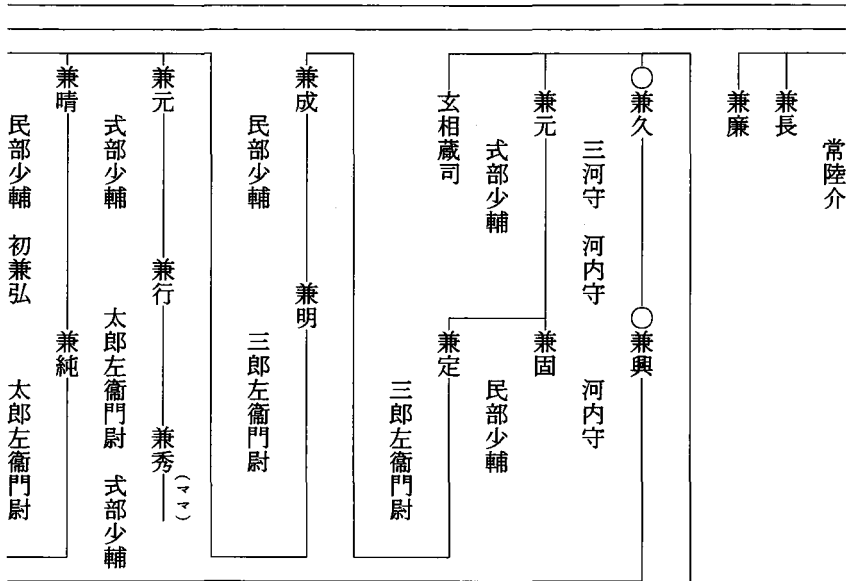 常陸介
兼長
兼廉
○兼久
三河守 河内守
○兼興
河内守
兼元
式部少輔
兼固
民部少輔
玄相蔵司
兼定
三郎左衞門尉
兼成
民部少輔
兼明
三郎左衞門尉
兼元
式部少輔
兼行
太郎左衞門尉 式部少輔
兼秀
(ママ)
兼晴
民部少輔 初兼弘
兼純
太郎左衞門尉